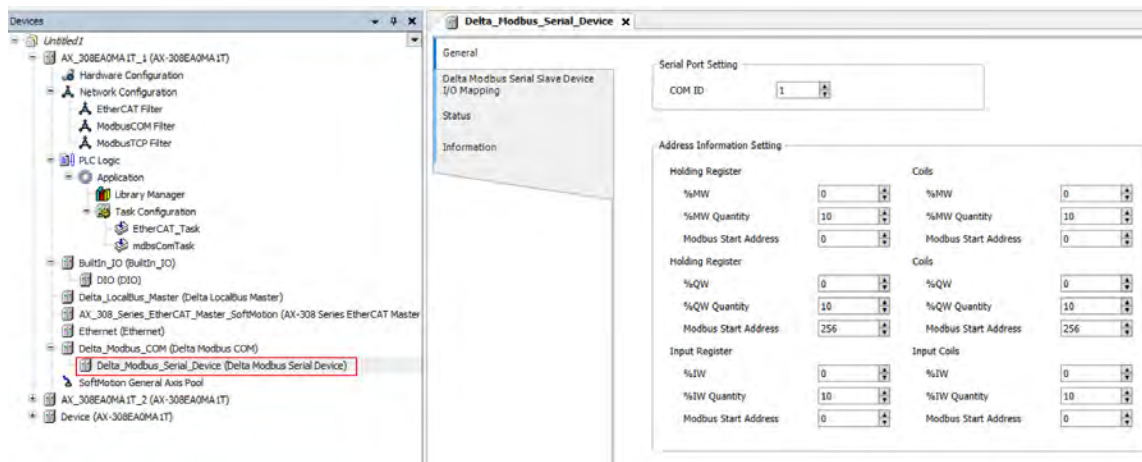 Devices
Untitled1
AX_308EA0MA1T_1 (AX-308EA0MA1T)
Hardware Configuration
Network Configuration
EtherCAT Filter
ModbusCOM Filter
ModbusTCP Filter
PLC Logic
Application
Library Manager
Task Configuration
EtherCAT_Task
mdbsComTask
BuiltIn_IO (BuiltIn_IO)
DIO (DIO)
Delta_LocalBus_Master (Delta LocalBus Master)
AX_308_Series_EtherCAT_Master_SoftMotion (AX-308 Series EtherCAT Master
Ethernet (Ethernet)
Delta_Modbus_COM (Delta Modbus COM)
Delta_Modbus_Serial_Device (Delta Modbus Serial Device)
SoftMotion General Axis Pool
AX_308EA0MA1T_2 (AX-308EA0MA1T)
Device (AX-308EA0MA1T)
Delta_Modbus_Serial_Device
General
Delta Modbus Serial Slave Device
I/O Mapping
Status
Information
Serial Port Setting
COM ID 1
Address Information Setting
Holding Register Coils
%MW 0 %MW 0
%MW Quantity 10 %MW Quantity 10
Modbus Start Address 0 Modbus Start Address 0
Holding Register Coils
%QW 0 %QW 0
%QW Quantity 10 %QW Quantity 10
Modbus Start Address 256 Modbus Start Address 256
Input Register Input Coils
%IW 0 %IW 0
%IW Quantity 10 %IW Quantity 10
Modbus Start Address 0 Modbus Start Address 0